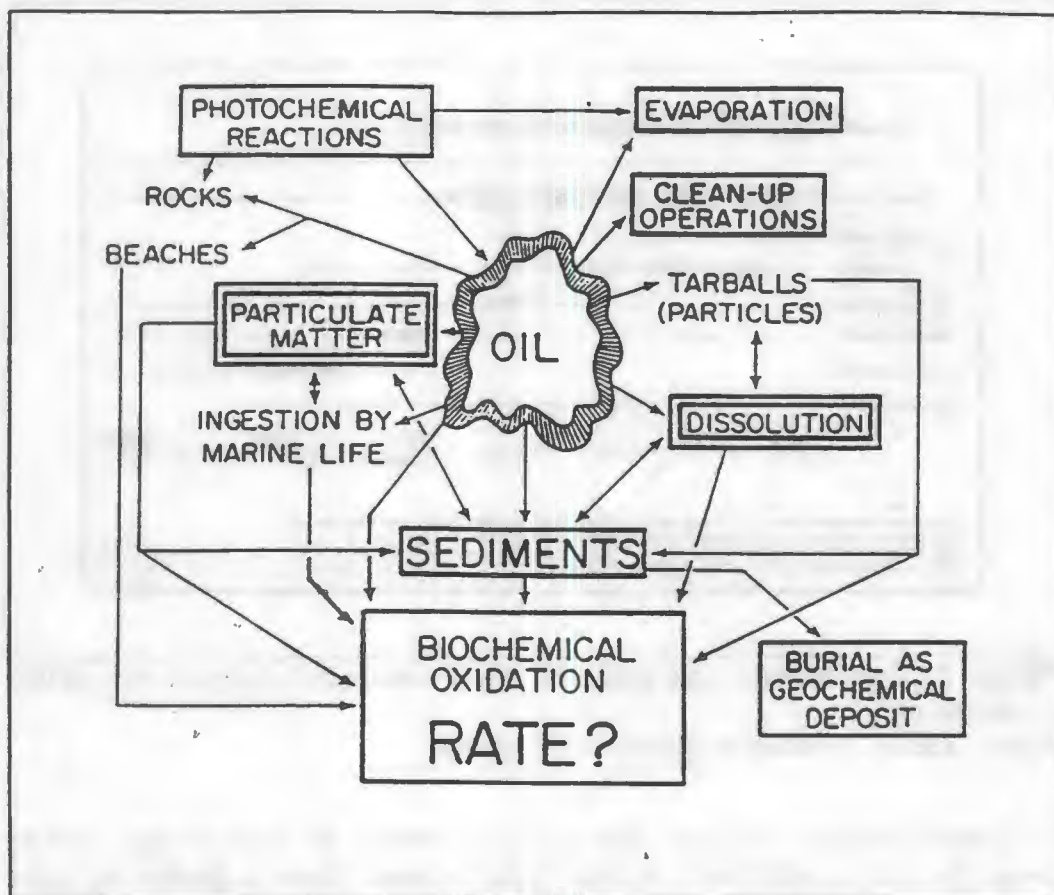 PHOTOCHEMICAL
REACTIONS
EVAPORATION
ROCKS
CLEAN-UP
OPERATIONS
BEACHES
TARBALLS
(PARTICLES)
PARTICULATE
MATTER
OIL
INGESTION BY
MARINE LIFE
DISSOLUTION
SEDIMENTS
BIOCHEMICAL
OXIDATION
RATE?
BURIAL AS
GEOCHEMICAL
DEPOSIT